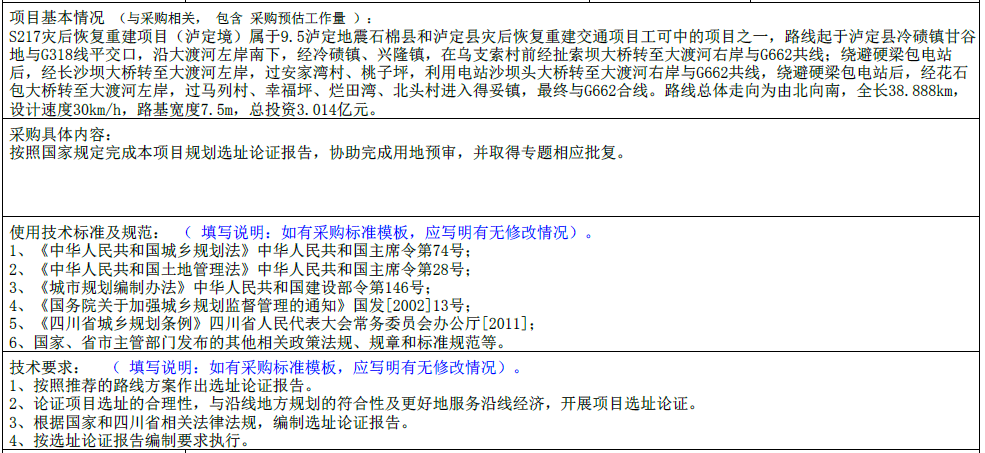 项目基本情况 (与采购相关, 包含 采购预估工作量 ):
S217灾后恢复重建项目（泸定境）属于9.5泸定地震石棉县和泸定县灾后恢复重建交通项目工可中的项目之一，路线起于泸定县冷碛镇甘谷
地与G318线平交口，沿大渡河左岸南下，经冷碛镇、兴隆镇，在乌支索村前经扯索坝大桥转至大渡河右岸与G662共线；绕避硬梁包电站
后，经长沙坝大桥转至大渡河左岸，过安家湾村、桃子坪，利用电站沙坝头大桥转至大渡河右岸与G662共线，绕避硬梁包电站后，经花石
包大桥转至大渡河左岸，过马列村、幸福坪、烂田湾、北头村进入得妥镇，最终与G662合线。路线总体走向为由北向南，全长38.888km，
设计速度30km/h，路基宽度7.5m，总投资3.014亿元。
采购具体内容：
按照国家规定完成本项目规划选址论证报告，协助完成用地预审，并取得专题相应批复。
使用技术标准及规范： （ 填写说明：如有采购标准模板，应写明有无修改情况）。
1、《中华人民共和国城乡规划法》中华人民共和国主席令第74号；
2、《中华人民共和国土地管理法》中华人民共和国主席令第28号；
3、《城市规划编制办法》中华人民共和国建设部令第146号；
4、《国务院关于加强城乡规划监督管理的通知》国发[2002]13号；
5、《四川省城乡规划条例》四川省人民代表大会常务委员会办公厅[2011]；
6、国家、省市主管部门发布的其他相关政策法规、规章和标准规范等。
技术要求： （ 填写说明：如有采购标准模板，应写明有无修改情况）。
1、按照推荐的路线方案作出选址论证报告。
2、论证项目选址的合理性，与沿线地方规划的符合性及更好地服务沿线经济，开展项目选址论证。
3、根据国家和四川省相关法律法规，编制选址论证报告。
4、按选址论证报告编制要求执行。